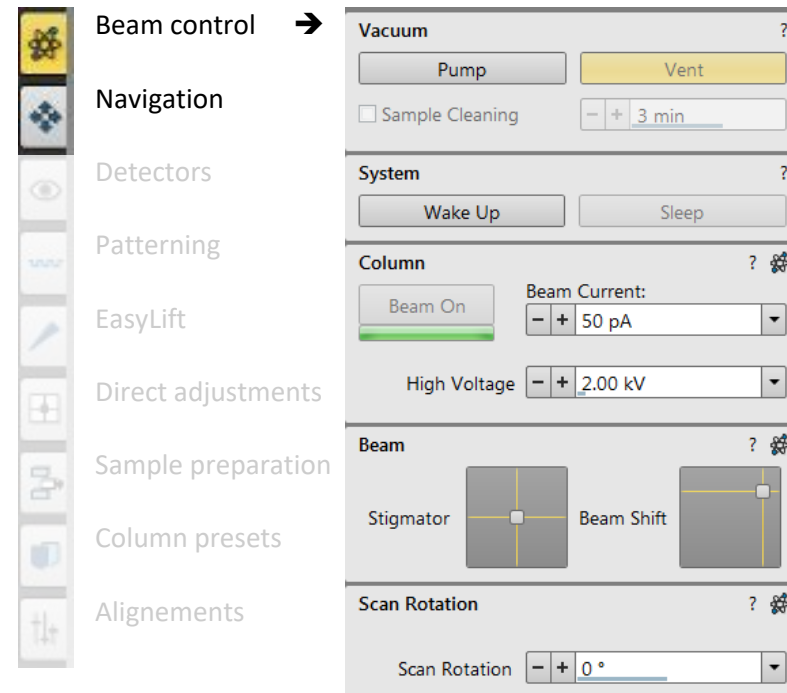 Beam control ➔
Navigation
Detectors
Patterning
EasyLift
Direct adjustments
Sample preparation
Column presets
Alignements
Vacuum ?
Pump Vent
Sample Cleaning - + 3 min
System ?
Wake Up Sleep
Column ?
Beam Current:
Beam On - + 50 pA
High Voltage - + 2.00 kV
Beam ?
Stigmator Beam Shift
Scan Rotation ?
Scan Rotation - + 0 °